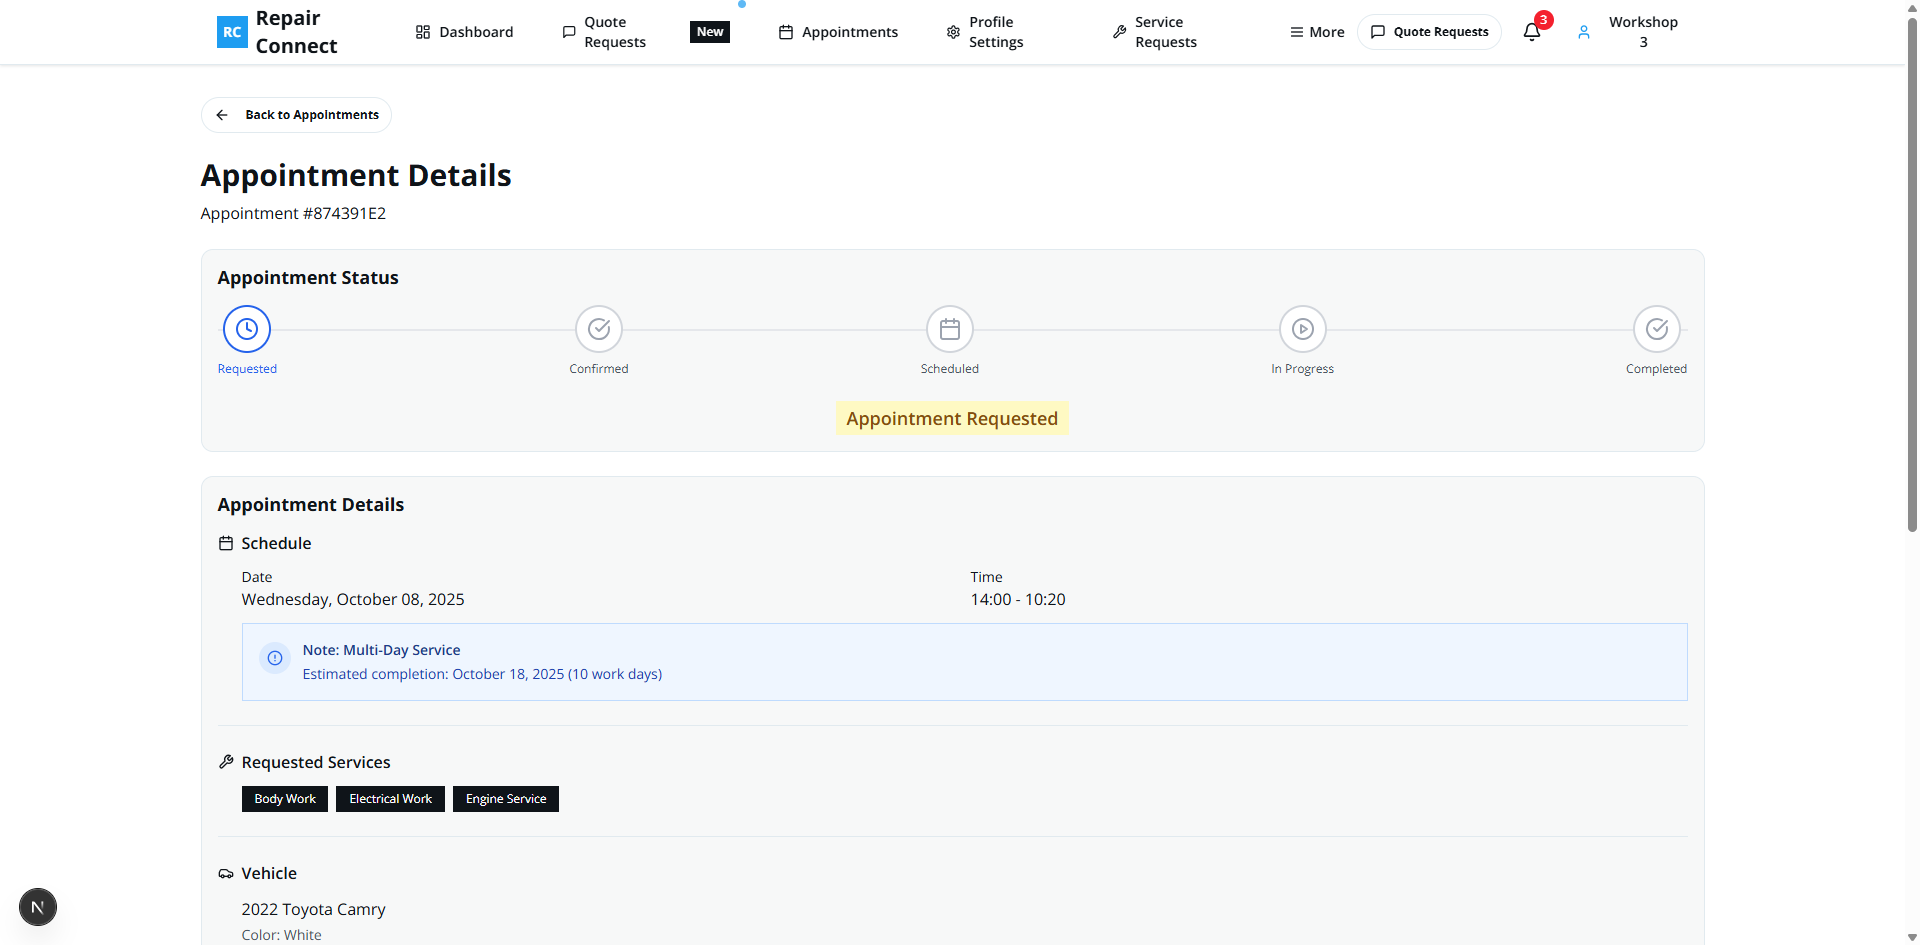 RC
Repair
Connect
Dashboard
Quote
Requests
New
Appointments
Profile
Settings
Service
Requests
More
Quote Requests
3
Workshop
3
Back to Appointments
Appointment Details
Appointment #874391E2
Appointment Status
Requested
Confirmed
Scheduled
In Progress
Completed
Appointment Requested
Appointment Details
Schedule
Date
Time
Wednesday, October 08, 2025
14:00 - 10:20
Note: Multi-Day Service
Estimated completion: October 18, 2025 (10 work days)
Requested Services
Body Work
Electrical Work
Engine Service
Vehicle
2022 Toyota Camry
Color: White
N